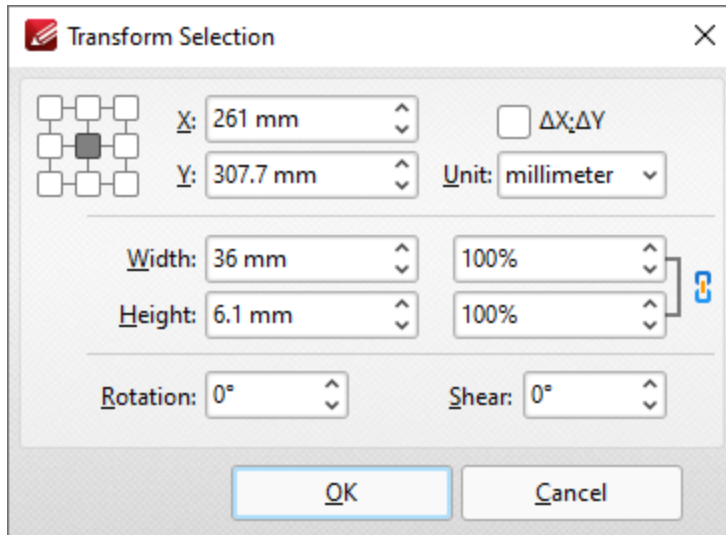 Transform Selection
X: 261 mm
ΔX;ΔY
Y: 307.7 mm
Unit: millimeter
Width: 36 mm
100%
Height: 6.1 mm
100%
Rotation: 0°
Shear: 0°
OK
Cancel